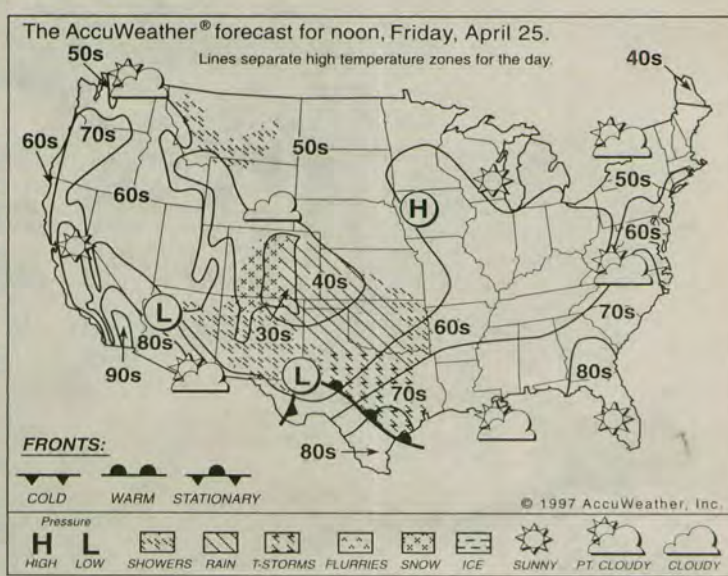 The AccuWeather® forecast for noon, Friday, April 25.
Lines separate high temperature zones for the day.
50s
40s
70s
60s
50s
60s
50s
H
60s
40s
L
30s
60s
70s
80s
90s
80s
L
70s
80s
FRONTS:
COLD WARM STATIONARY
© 1997 AccuWeather, Inc.
Pressure
H L
HIGH LOW SHOWERS RAIN T-STORMS FLURRIES SNOW ICE SUNNY PT. CLOUDY CLOUDY